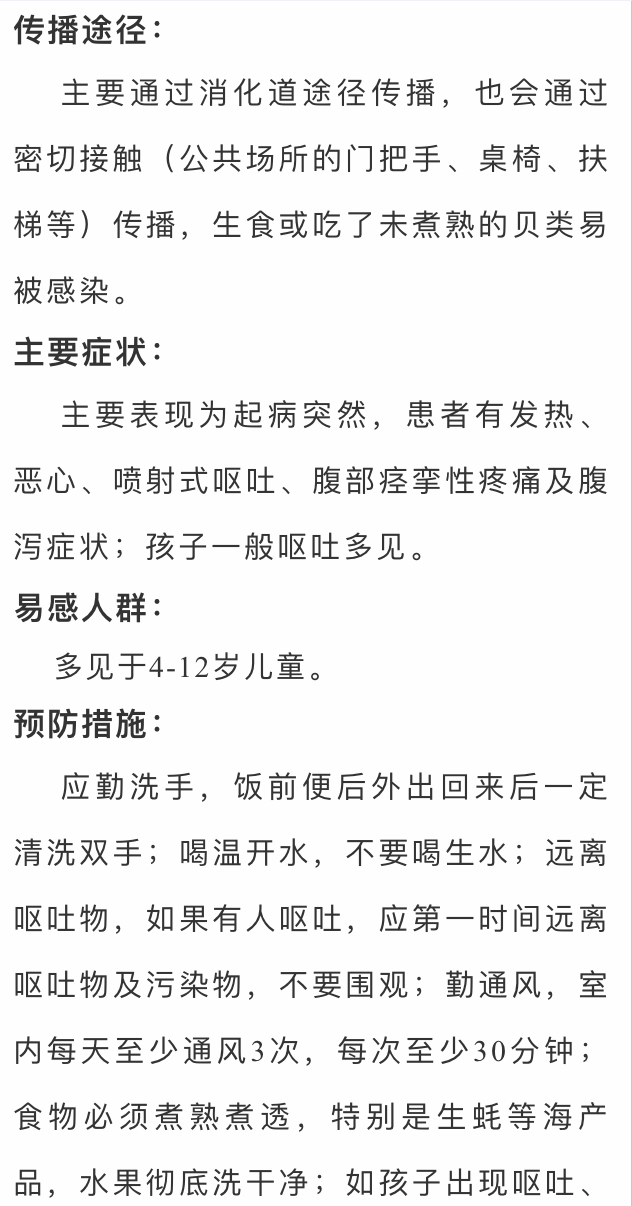 传播途径：
主要通过消化道途径传播，也会通过
密切接触（公共场所的门把手、桌椅、扶
梯等）传播，生食或吃了未煮熟的贝类易
被感染。
主要症状：
主要表现为起病突然，患者有发热、
恶心、喷射式呕吐、腹部痉挛性疼痛及腹
泻症状；孩子一般呕吐多见。
易感人群：
多见于4-12岁儿童。
预防措施：
应勤洗手，饭前便后外出回来后一定
清洗双手；喝温开水，不要喝生水；远离
呕吐物，如果有人呕吐，应第一时间远离
呕吐物及污染物，不要围观；勤通风，室
内每天至少通风3次，每次至少30分钟；
食物必须煮熟煮透，特别是生蚝等海产
品，水果彻底洗干净；如孩子出现呕吐、